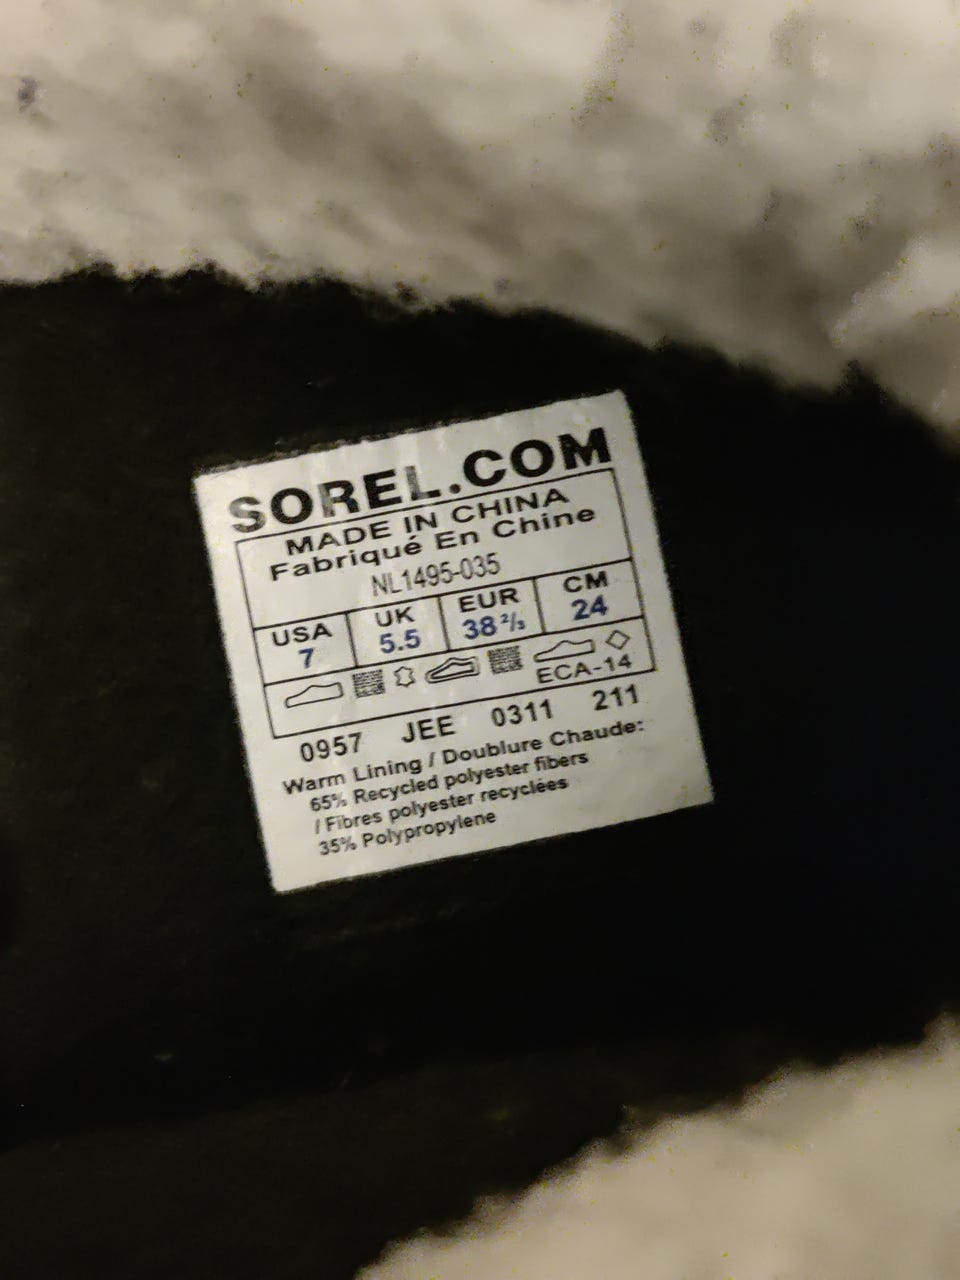 SOREL.COM
MADE IN CHINA
Fabriqué En Chine
NL1495-035
USA UK EUR CM
7 5.5 38 ²/₃ 24
ECA-14
0957 JEE 0311 211
Warm Lining / Doublure Chaude:
65% Recycled polyester fibers
/ Fibres polyester recyclées
35% Polypropylene